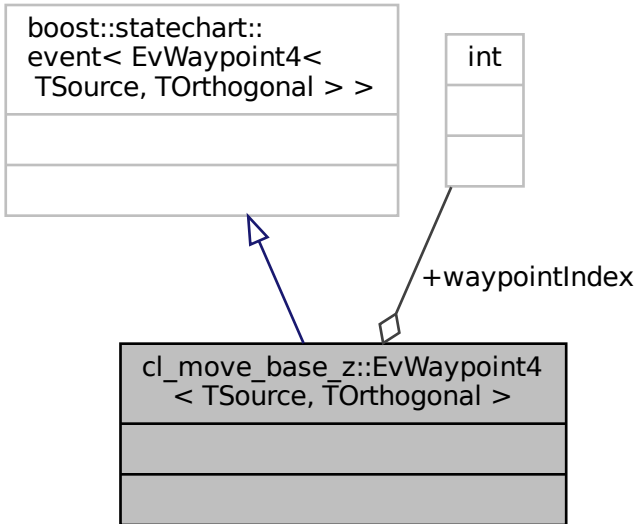 boost::statechart::
event< EvWaypoint4<
TSource, TOrthogonal > >
int
+waypointIndex
cl_move_base_z::EvWaypoint4
< TSource, TOrthogonal >